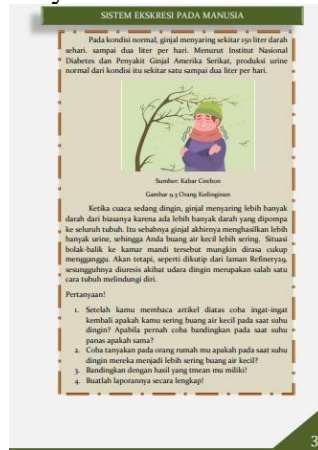 SISTEM EKSKRESI PADA MANUSIA
Pada kondisi normal, ginjal menyaring sekitar 150 liter darah
sehari. sampai dua liter per hari. Menurut Institut Nasional
Diabetes dan Penyakit Ginjal Amerika Serikat, produksi urine
normal dari kondisi itu sekitar satu sampai dua liter per hari.
Sumber: Kabar Cirebon
Gambar 9.3 Orang Kedinginan
Ketika cuaca sedang dingin, ginjal menyaring lebih banyak
darah dari biasanya karena ada lebih banyak darah yang dipompa
ke seluruh tubuh. Itu sebabnya ginjal akhirnya menghasilkan lebih
banyak urine, sehingga Anda buang air kecil lebih sering. Situasi
bolak-balik ke kamar mandi tersebut mungkin dirasa cukup
mengganggu. Akan tetapi, seperti dikutip dari laman Refinery29,
sesungguhnya diuresis akibat udara dingin merupakan salah satu
cara tubuh melindungi diri.
Pertanyaan!
1. Setelah kamu membaca artikel diatas coba ingat-ingat
kembali apakah kamu sering buang air kecil pada saat suhu
dingin? Apabila pernah coba bandingkan pada saat suhu
panas apakah sama?
2. Coba tanyakan pada orang rumah mu apakah pada saat suhu
dingin mereka menjadi lebih sering buang air kecil?
3. Bandingkan dengan hasil yang tmean mu miliki!
4. Buatlah laporannya secara lengkap!
3